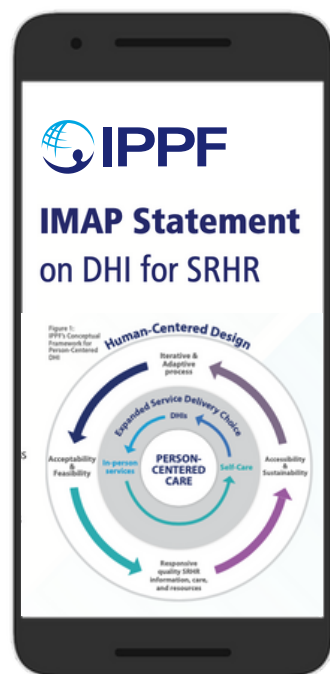 IPPF
IMAP Statement
on DHI for SRHR
Figure 1:
IPPF's Conceptual
Framework for
Person-Centered
DHI
Human-Centered Design
Iterative &
Adaptive
process
Expanded Service Delivery Choice
DHIs
s
Acceptability
&
Feasibility
In-person
services
PERSON-
CENTERED
CARE
Self-Care
Accessibility
&
Sustainability
Responsive
quality SRHR
information, care,
and resources